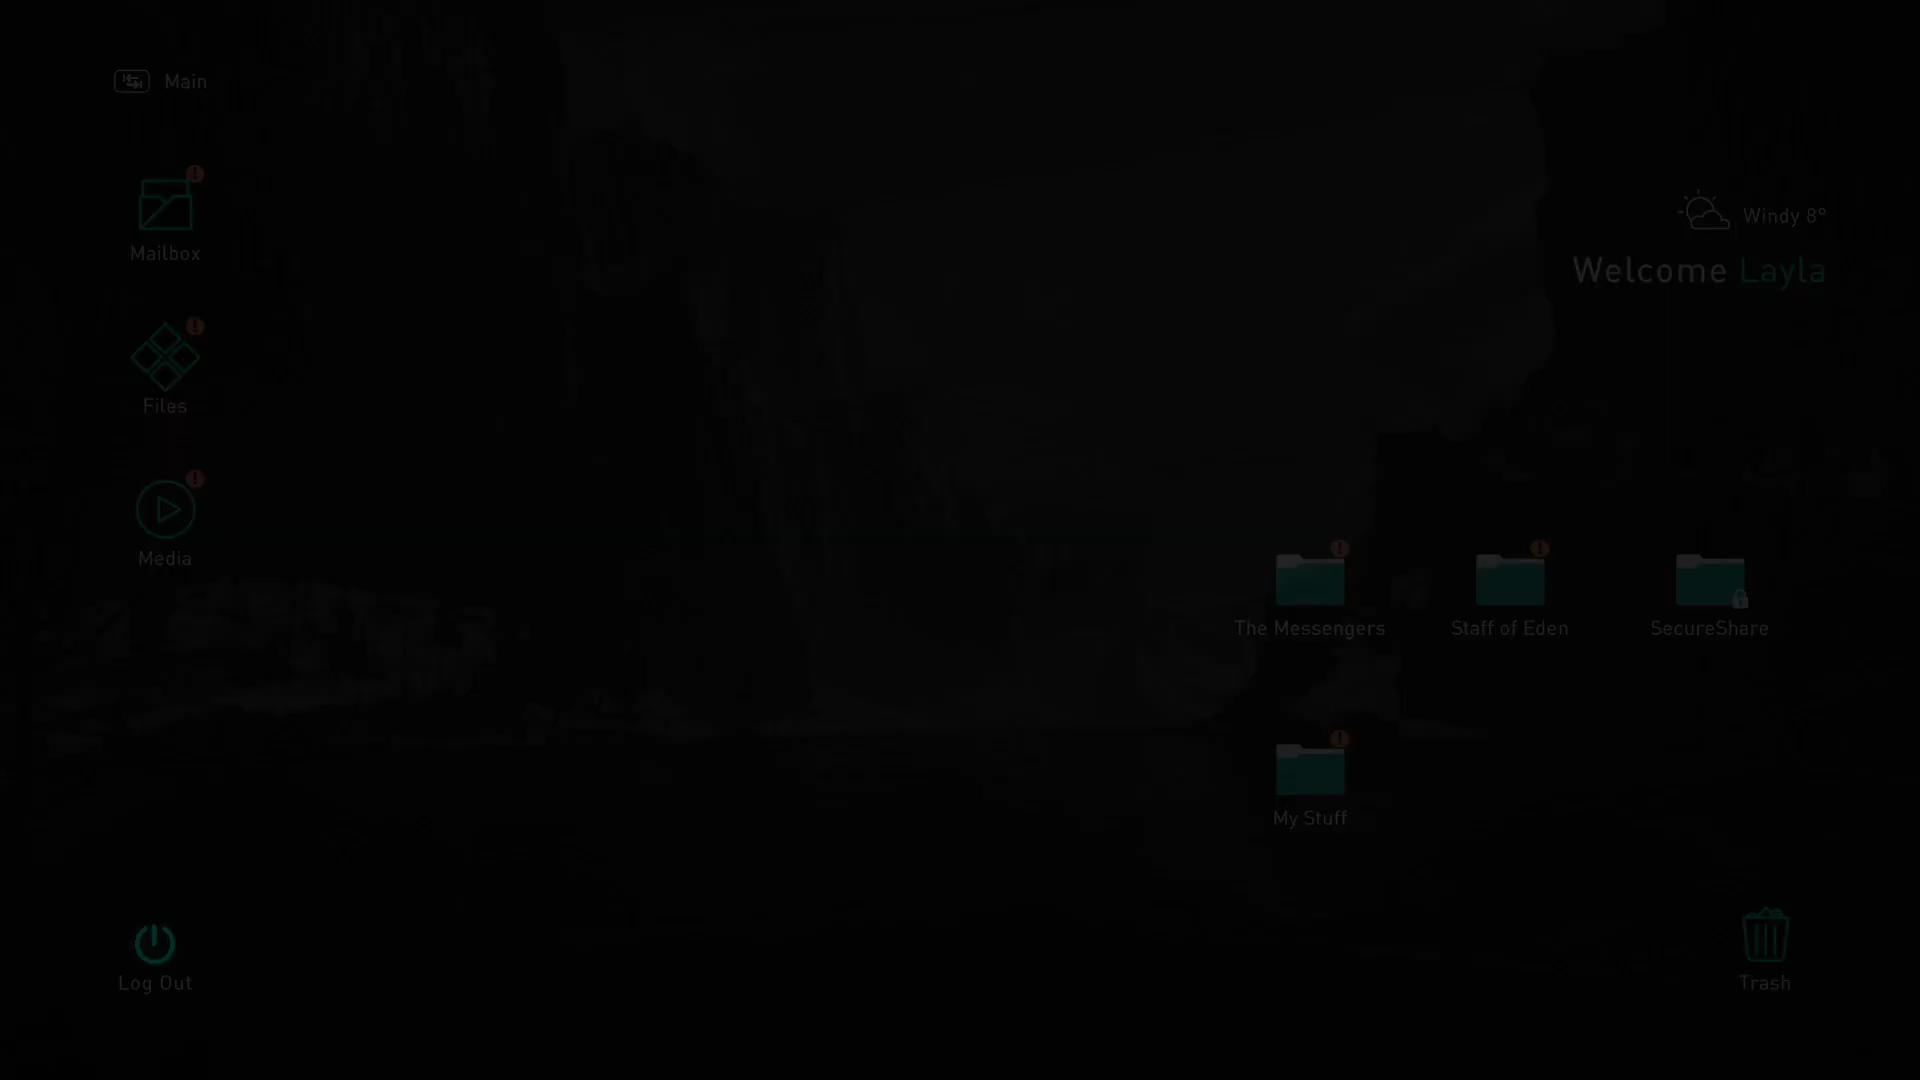 Main
Mailbox
Files
Media
Windy 8°
Welcome Layla
The Messengers
Staff of Eden
SecureShare
My Stuff
Log Out
Trash